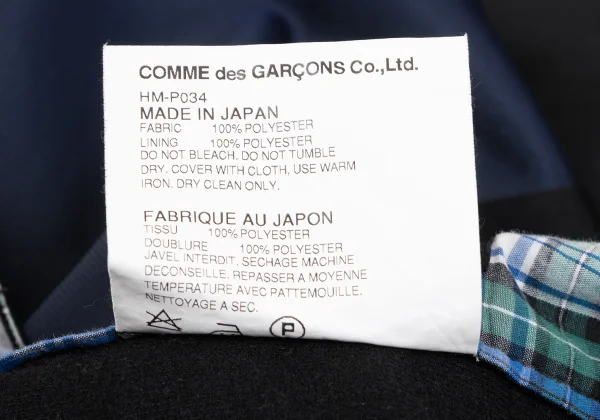 COMME des GARÇONS Co.,Ltd.
HM-P034
MADE IN JAPAN
FABRIC 100% POLYESTER
LINING 100% POLYESTER
DO NOT BLEACH. DO NOT TUMBLE
DRY. COVER WITH CLOTH, USE WARM
IRON. DRY CLEAN ONLY.
FABRIQUE AU JAPON
TISSU 100% POLYESTER
DOUBLURE 100% POLYESTER
JAVEL INTERDIT. SECHAGE MACHINE
DECONSEILLE. REPASSER A MOYENNE
TEMPERATURE AVEC PATTEMOUILLE.
NETTOYAGE A SEC.
P